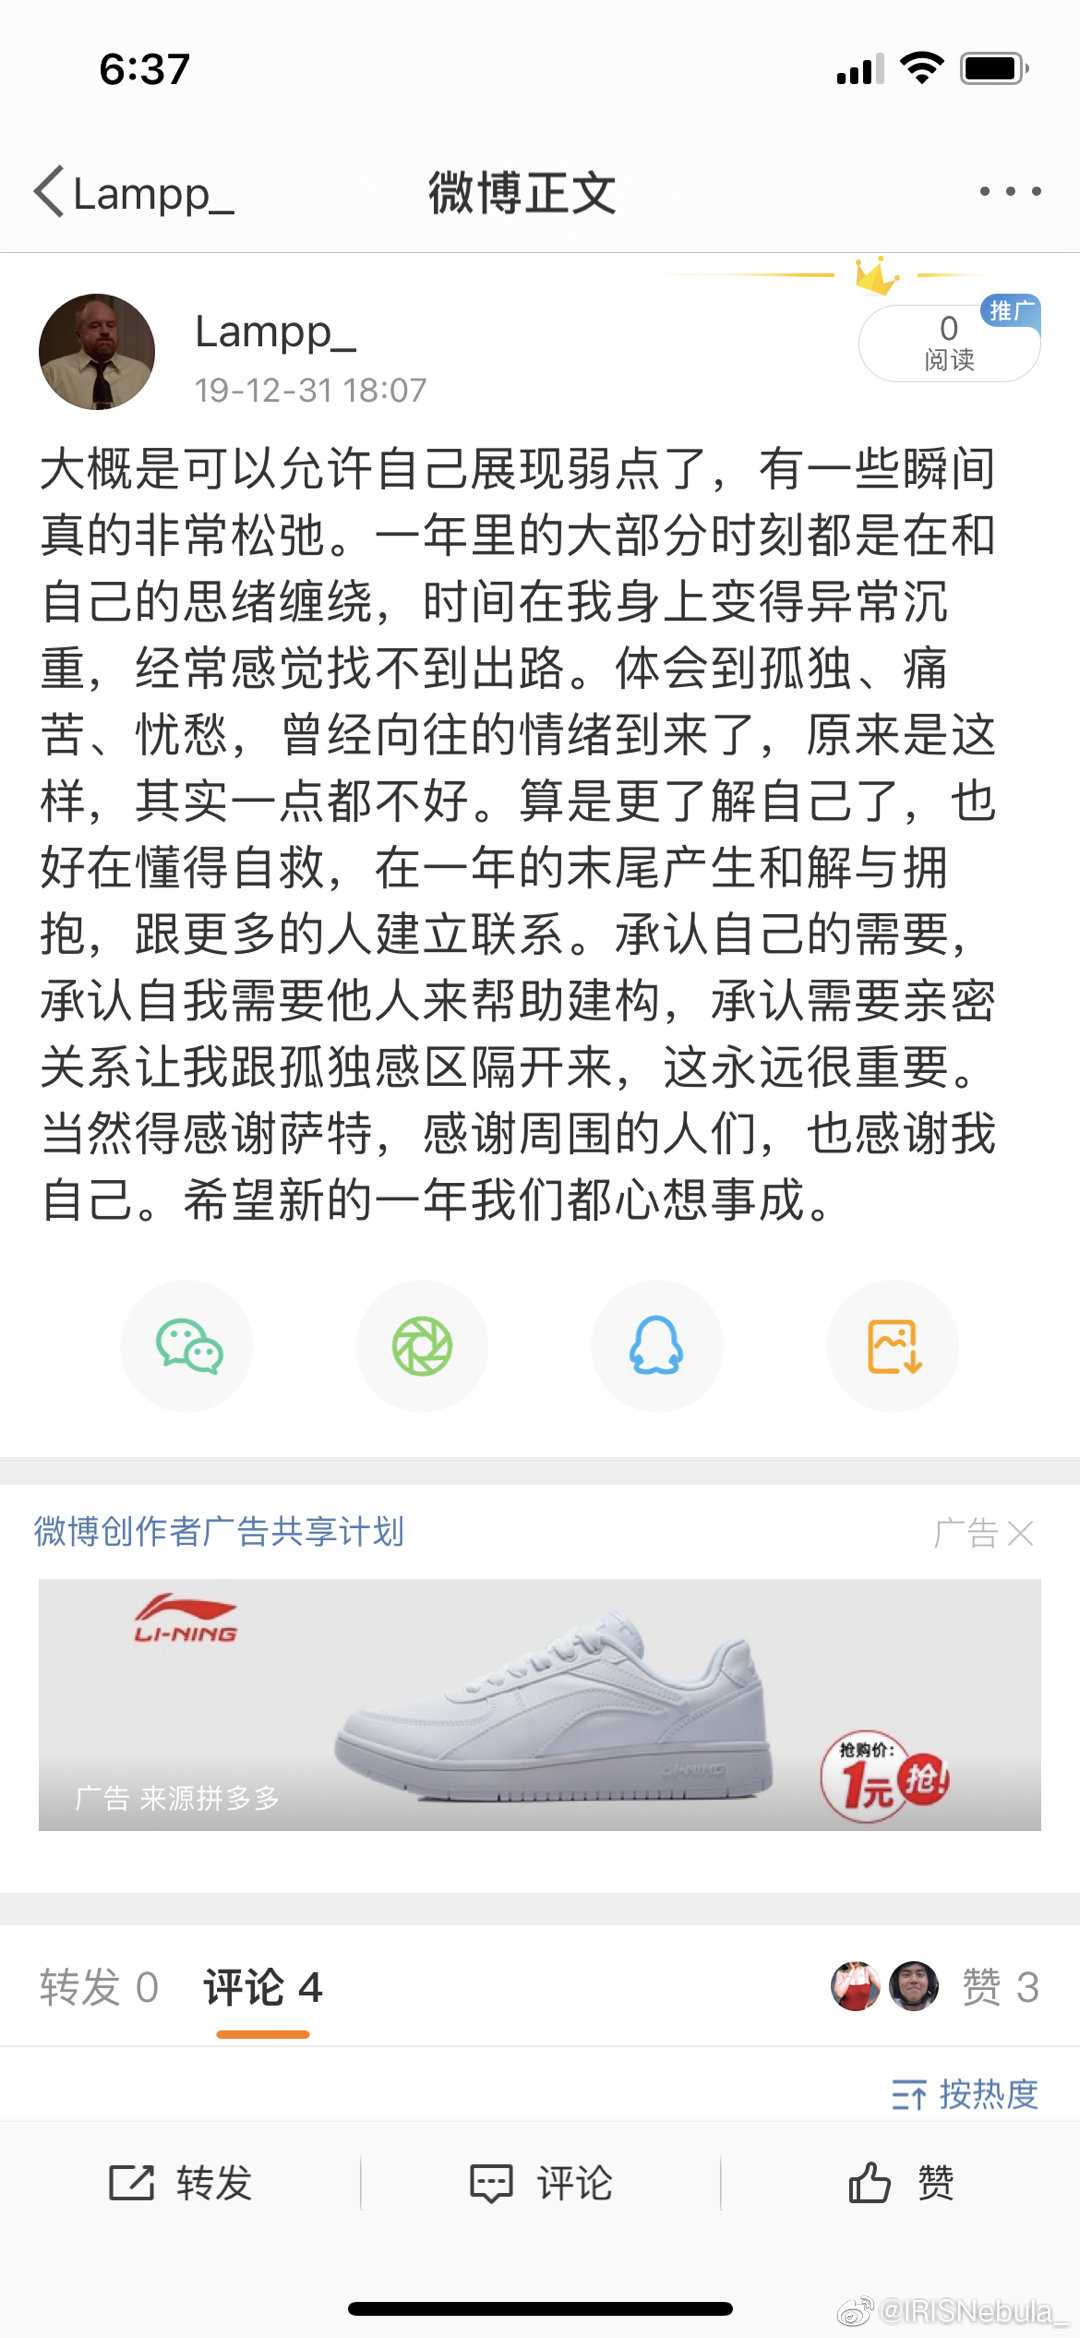 6:37
Lampp_
微博正文
Lampp_
推广
0
阅读
19-12-31 18:07
大概是可以允许自己展现弱点了，有一些瞬间
真的非常松弛。一年里的大部分时刻都是在和
自己的思绪缠绕，时间在我身上变得异常沉
重，经常感觉找不到出路。体会到孤独、痛
苦、忧愁，曾经向往的情绪到来了，原来是这
样，其实一点都不好。算是更了解自己了，也
好在懂得自救，在一年的末尾产生和解与拥
抱，跟更多的人建立联系。承认自己的需要，
承认自我需要他人来帮助建构，承认需要亲密
关系让我跟孤独感区隔开来，这永远很重要。
当然得感谢萨特，感谢周围的人们，也感谢我
自己。希望新的一年我们都心想事成。
微博创作者广告共享计划
广告
LI-NING
LI-NING
抢购价：
1元
抢！
广告 来源拼多多
转发 0
评论 4
赞 3
按热度
转发
评论
赞
@IRISNebula_